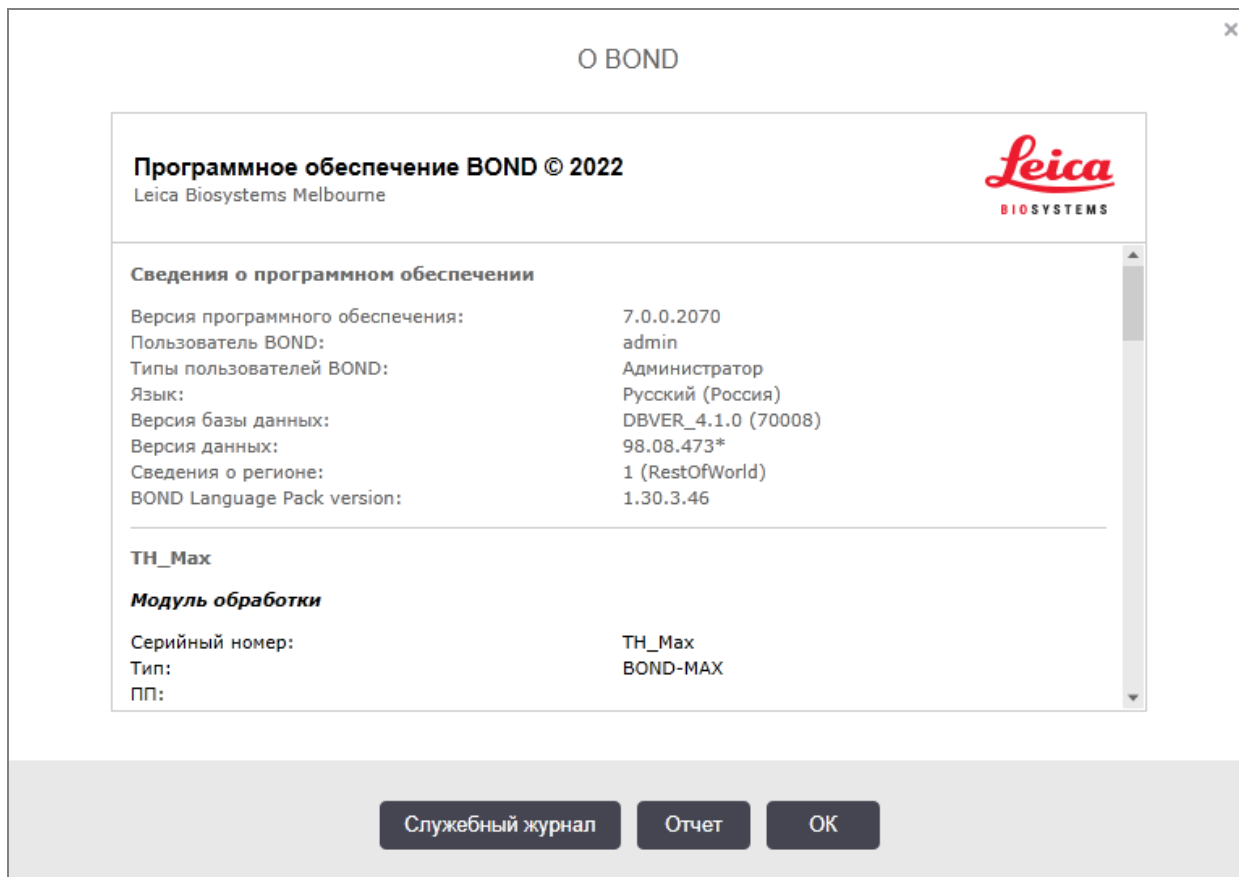 ×
О BOND
Программное обеспечение BOND © 2022
Leica Biosystems Melbourne
Leica
BIOSYSTEMS
Сведения о программном обеспечении
Версия программного обеспечения: 7.0.0.2070
Пользователь BOND: admin
Типы пользователей BOND: Администратор
Язык: Русский (Россия)
Версия базы данных: DBVER_4.1.0 (70008)
Версия данных: 98.08.473*
Сведения о регионе: 1 (RestOfWorld)
BOND Language Pack version: 1.30.3.46
TH_Max
Модуль обработки
Серийный номер: TH_Max
Тип: BOND-MAX
ПП:
Служебный журнал Отчет ОК